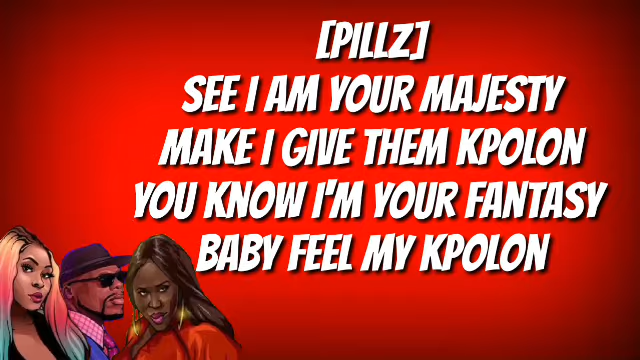 [PILLZ]
SEE I AM YOUR MAJESTY
MAKE I GIVE THEM KPOLON
YOU KNOW I'M YOUR FANTASY
BABY FEEL MY KPOLON